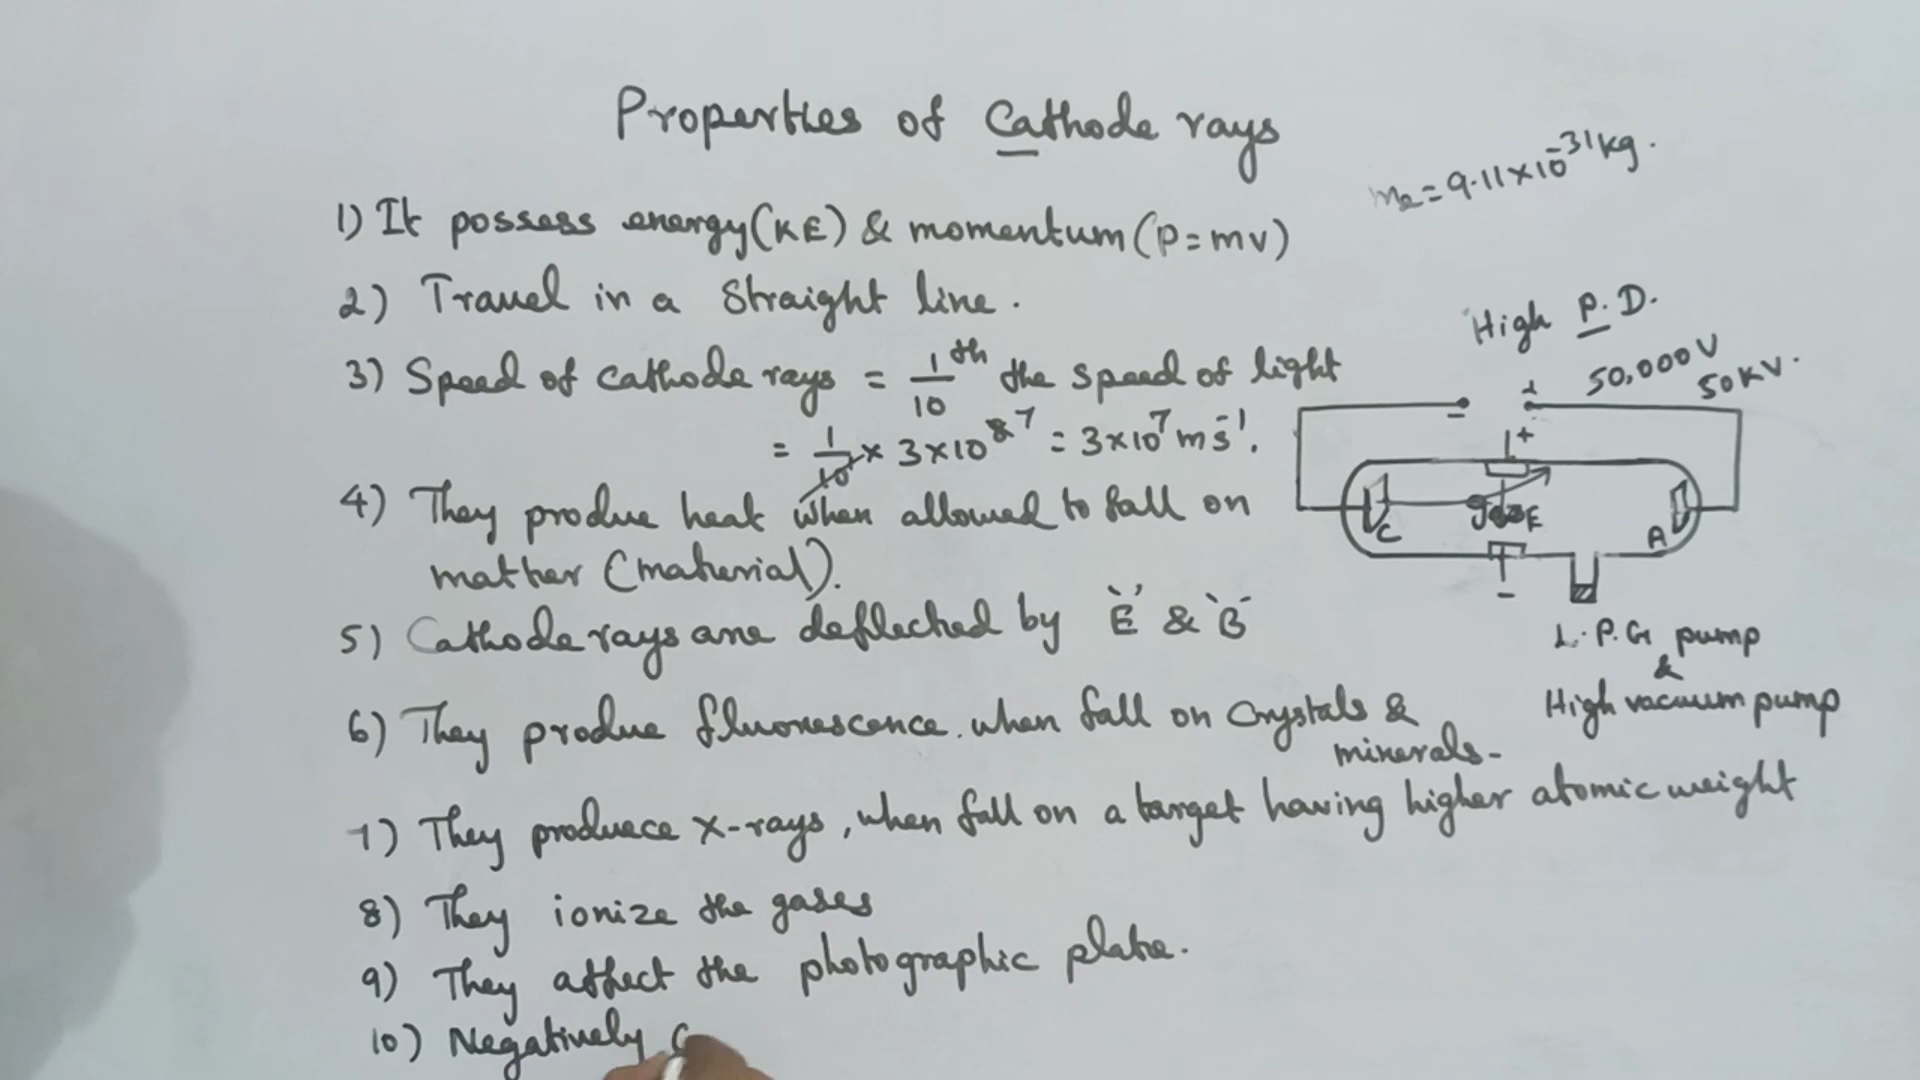 Properties of Cathode rays
me = 9.11×10⁻³¹ kg.
1) It possess energy (KE) & momentum (P = mv)
2) Travel in a straight line.
3) Speed of cathode rays = 1/10 th the speed of light
= 1/10 × 3×10⁸ ⁷ = 3×10⁷ ms⁻¹.
4) They produe heat when allowed to fall on
matter (material).
5) Cathode rays are deflected by 'E' & 'B'
6) They produe fluorescence. when fall on Crystals &
minerals-
7) They produece x-rays, when fall on a target having higher atomic weight
8) They ionize the gases
9) They affect the photographic plate.
10) Negatively C
High P.D.
50,000 V
50 KV.
-
+
C
E
A
-
L.P.G pump
&
High vacuum pump